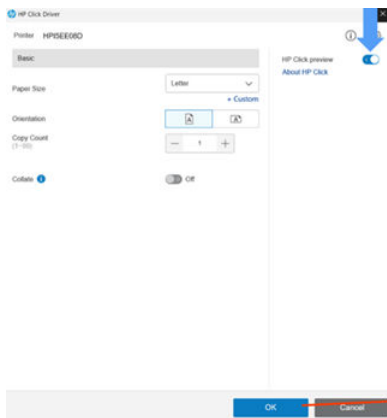 HP Click Driver
Printer HPI5EE08D
Basic
Paper Size
Letter
+ Custom
Orientation
Copy Count
(1~99)
1
Collate
Off
HP Click preview
About HP Click
OK
Cancel